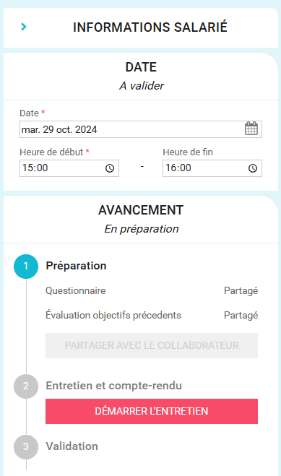 INFORMATIONS SALARIÉ
DATE
A valider
Date *
mar. 29 oct. 2024
Heure de début *
Heure de fin
15:00
-
16:00
AVANCEMENT
En préparation
1 Préparation
Questionnaire Partagé
Évaluation objectifs précedents Partagé
PARTAGER AVEC LE COLLABORATEUR
2 Entretien et compte-rendu
DÉMARRER L'ENTRETIEN
3 Validation